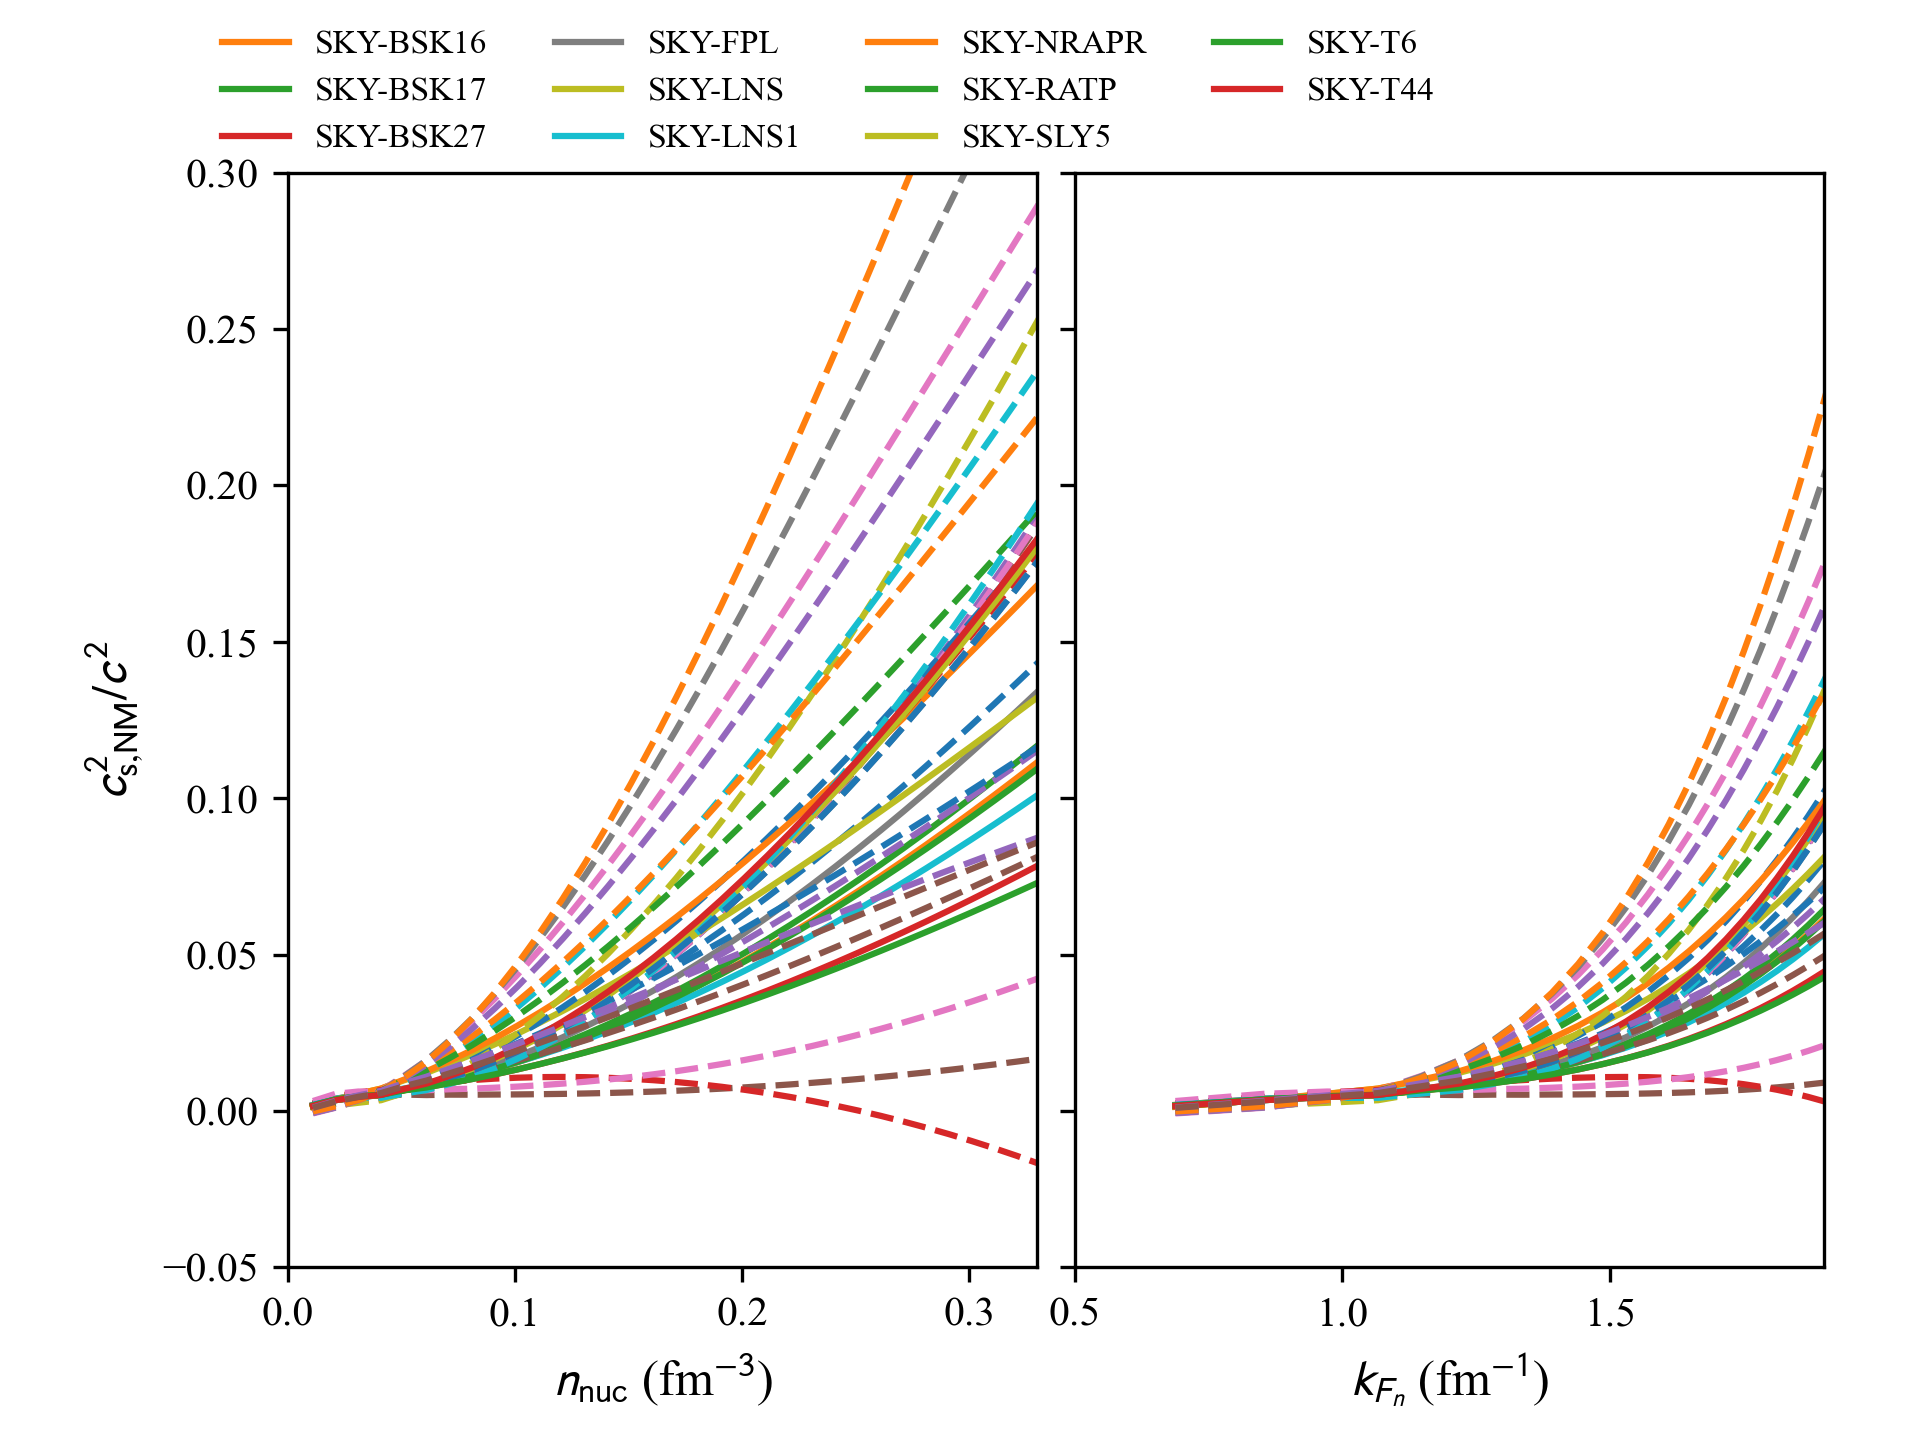 SKY-BSK16 SKY-FPL SKY-NRAPR SKY-T6
SKY-BSK17 SKY-LNS SKY-RATP SKY-T44
SKY-BSK27 SKY-LNS1 SKY-SLY5
0.30
0.25
0.20
0.15
0.10
0.05
0.00
−0.05
c²s,NM/c²
0.0 0.1 0.2 0.3 0.5 1.0 1.5
nnuc (fm⁻³) kFn (fm⁻¹)